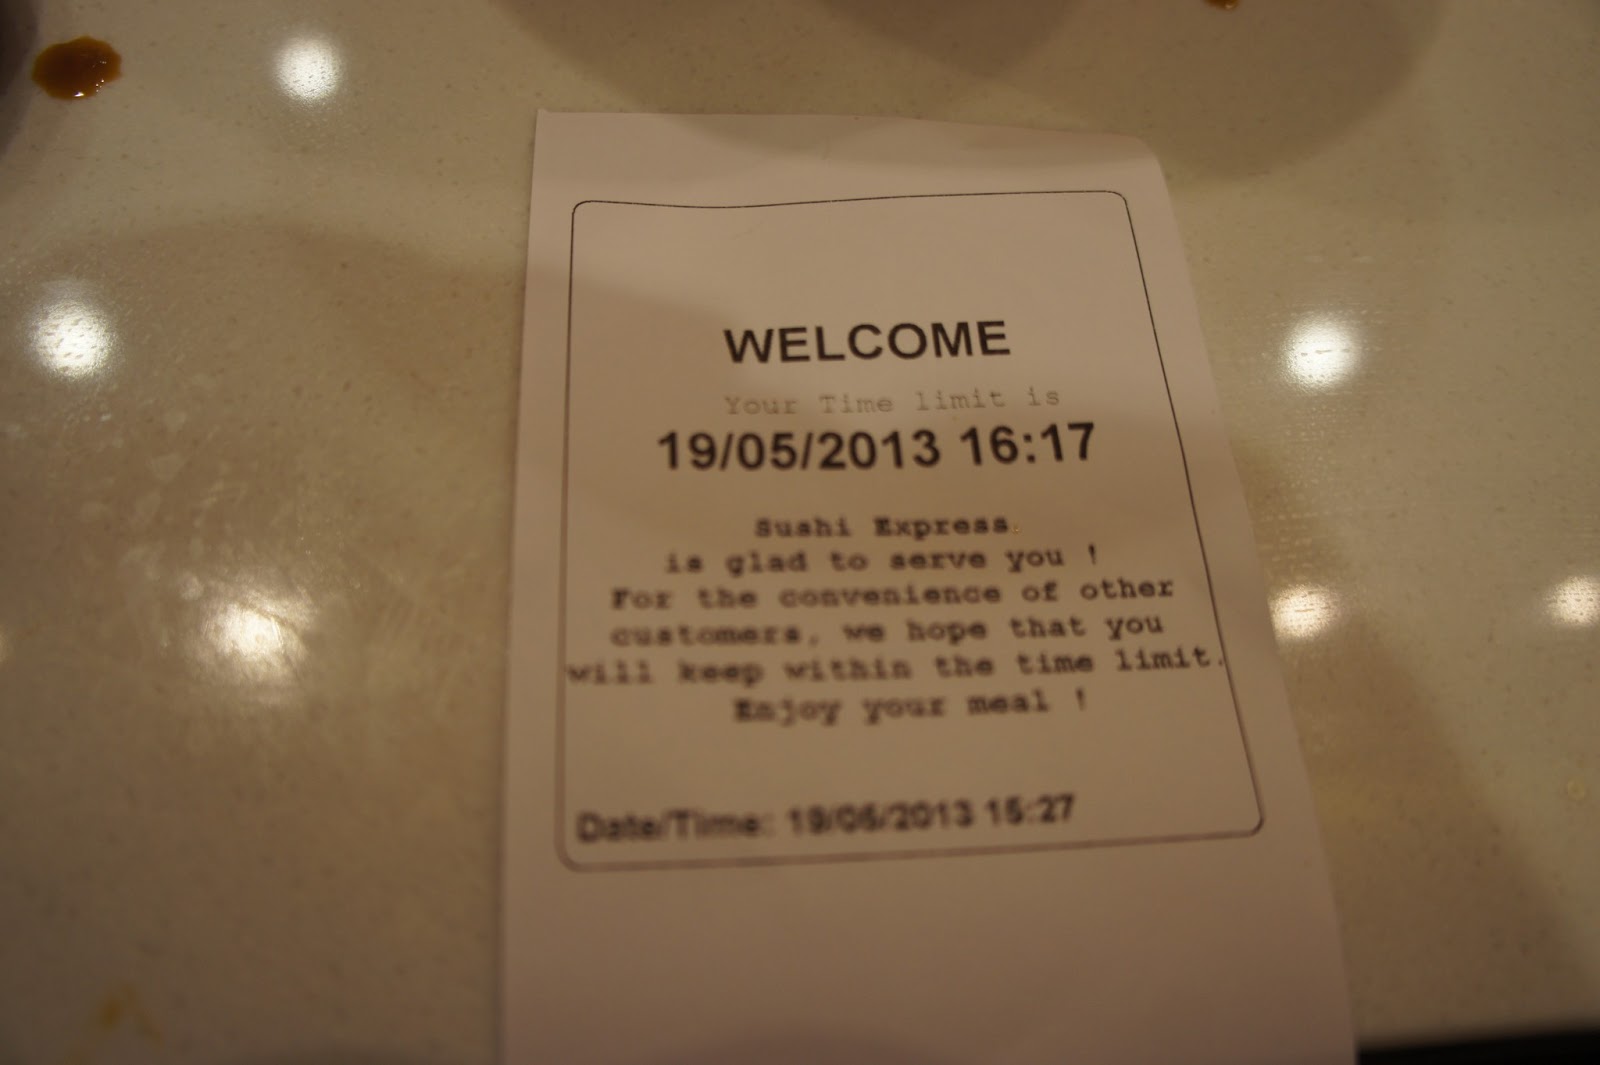 WELCOME
Your Time limit is
19/05/2013 16:17
Sushi Express.
is glad to serve you !
For the convenience of other
customers, we hope that you
will keep within the time limit.
Enjoy your meal !
Date/Time: 19/05/2013 15:27